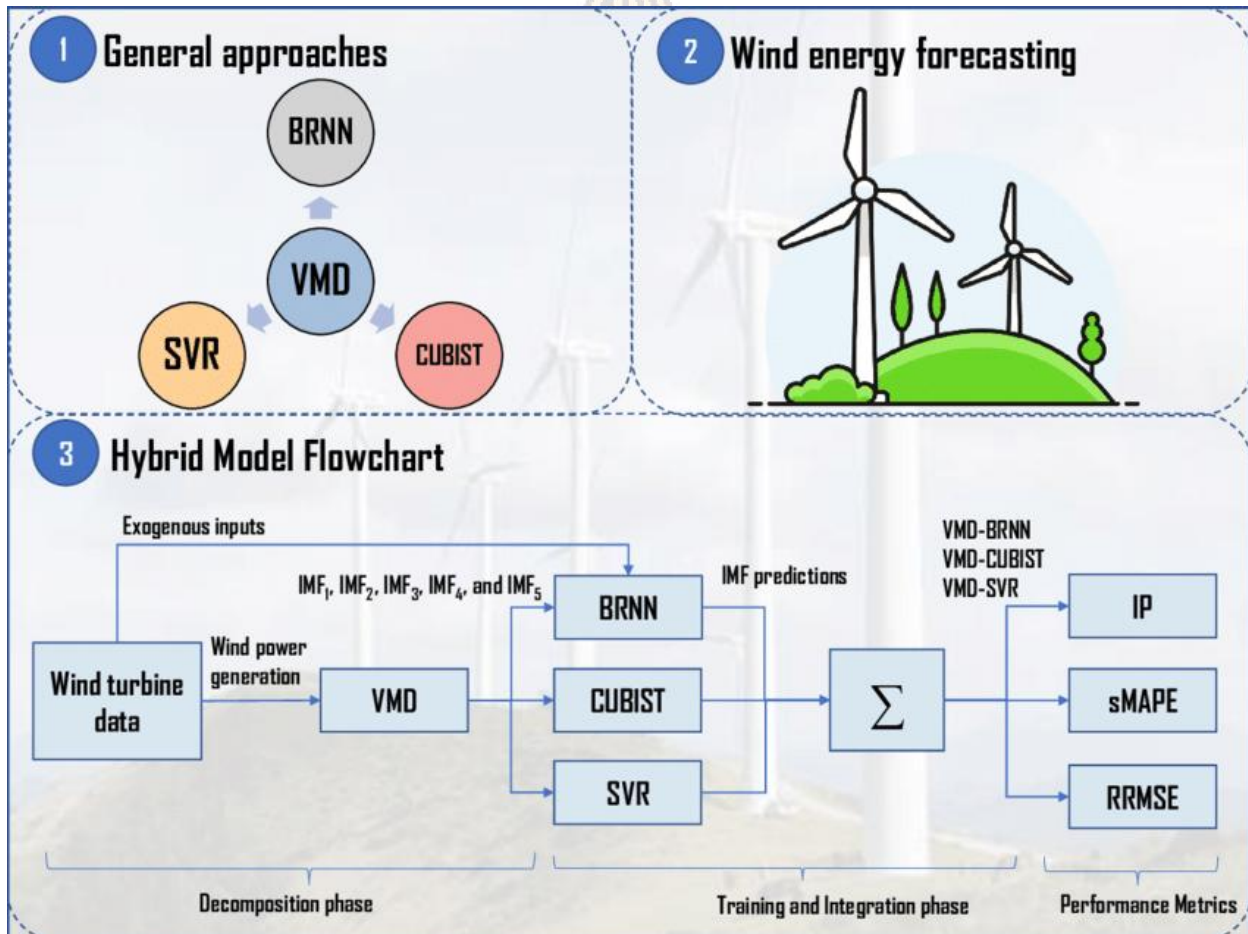 1
General approaches
BRNN
VMD
SVR
CUBIST
2
Wind energy forecasting
3
Hybrid Model Flowchart
Exogenous inputs
IMF₁, IMF₂, IMF₃, IMF₄, and IMF₅
Wind turbine
data
Wind power
generation
VMD
BRNN
CUBIST
SVR
IMF predictions
∑
VMD-BRNN
VMD-CUBIST
VMD-SVR
IP
sMAPE
RRMSE
Decomposition phase
Training and Integration phase
Performance Metrics